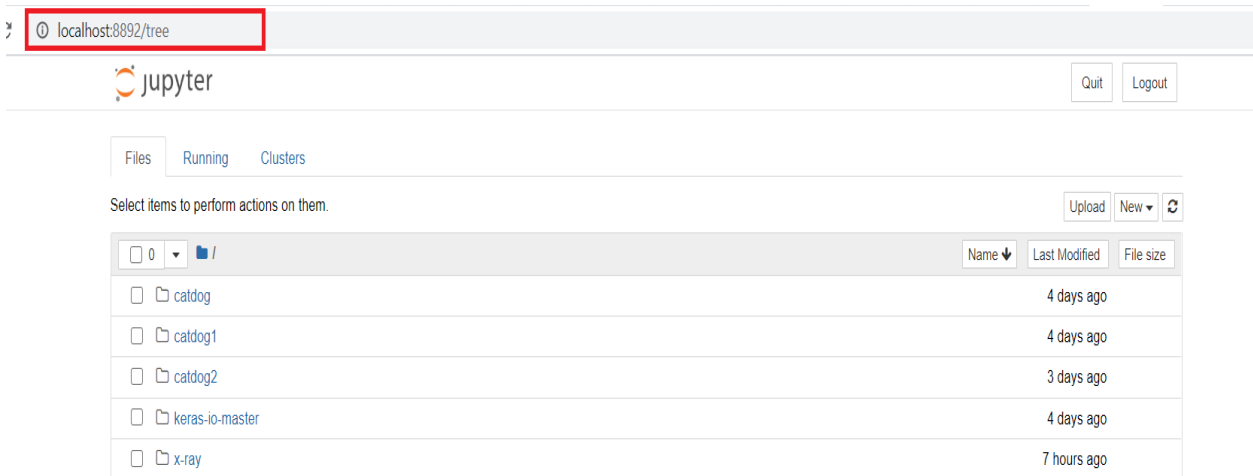 localhost:8892/tree
jupyter
Quit Logout
Files Running Clusters
Select items to perform actions on them.
Upload New
0 / Name Last Modified File size
catdog 4 days ago
catdog1 4 days ago
catdog2 3 days ago
keras-io-master 4 days ago
x-ray 7 hours ago